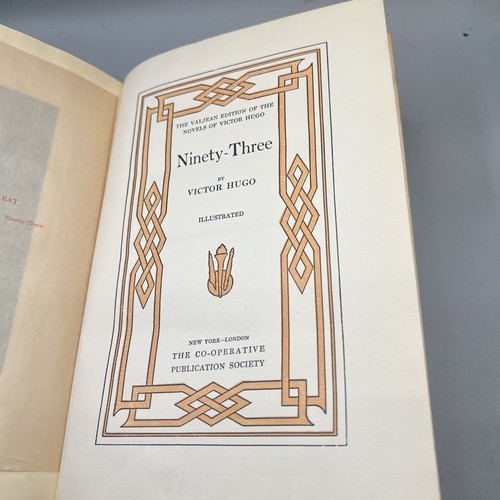 RAT
Ninety-Three
THE VALJEAN EDITION OF THE
NOVELS OF VICTOR HUGO
Ninety-Three
BY
VICTOR HUGO
ILLUSTRATED
NEW YORK—LONDON
THE CO-OPERATIVE
PUBLICATION SOCIETY